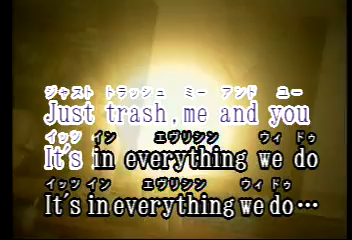 ジャスト トラッシュ ミー アンド ユー
Just trash,me and you
イッツ イン エヴリシン ウィ ドゥ
It's in everything we do
イッツ イン エヴリシン ウィ ドゥ
It's in everything we do…